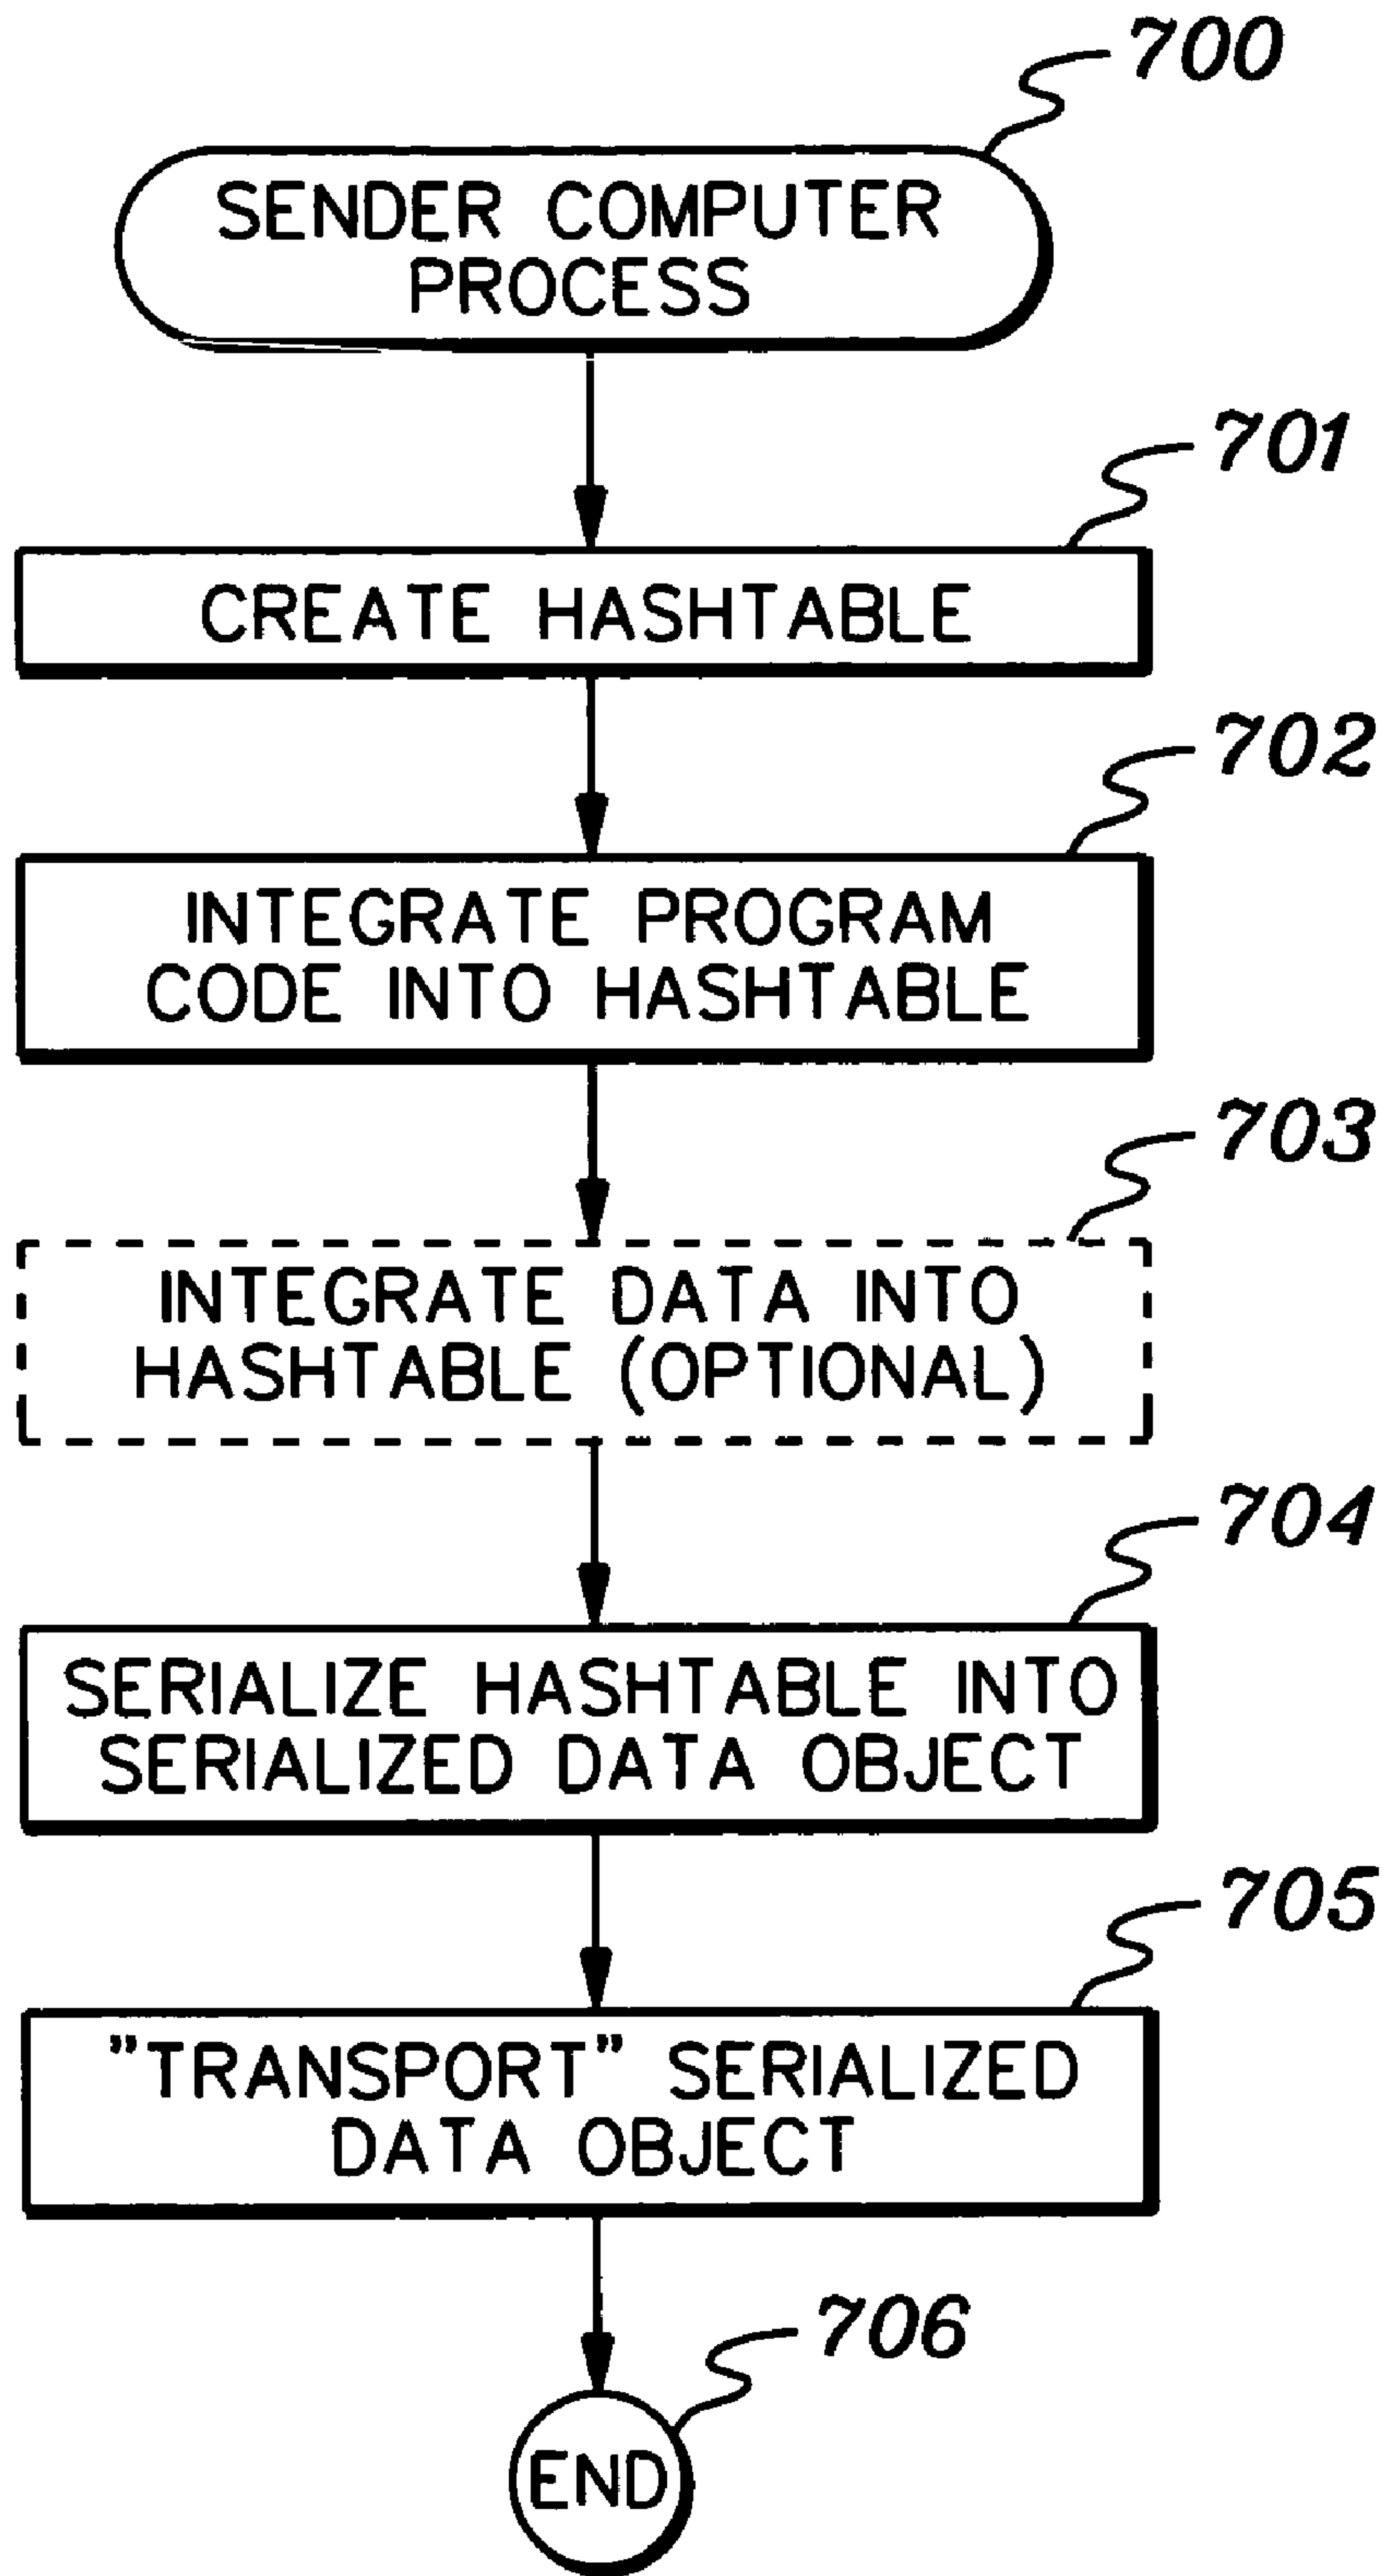 700
SENDER COMPUTER
PROCESS
701
CREATE HASHTABLE
702
INTEGRATE PROGRAM
CODE INTO HASHTABLE
703
INTEGRATE DATA INTO
HASHTABLE (OPTIONAL)
704
SERIALIZE HASHTABLE INTO
SERIALIZED DATA OBJECT
705
"TRANSPORT" SERIALIZED
DATA OBJECT
706
END